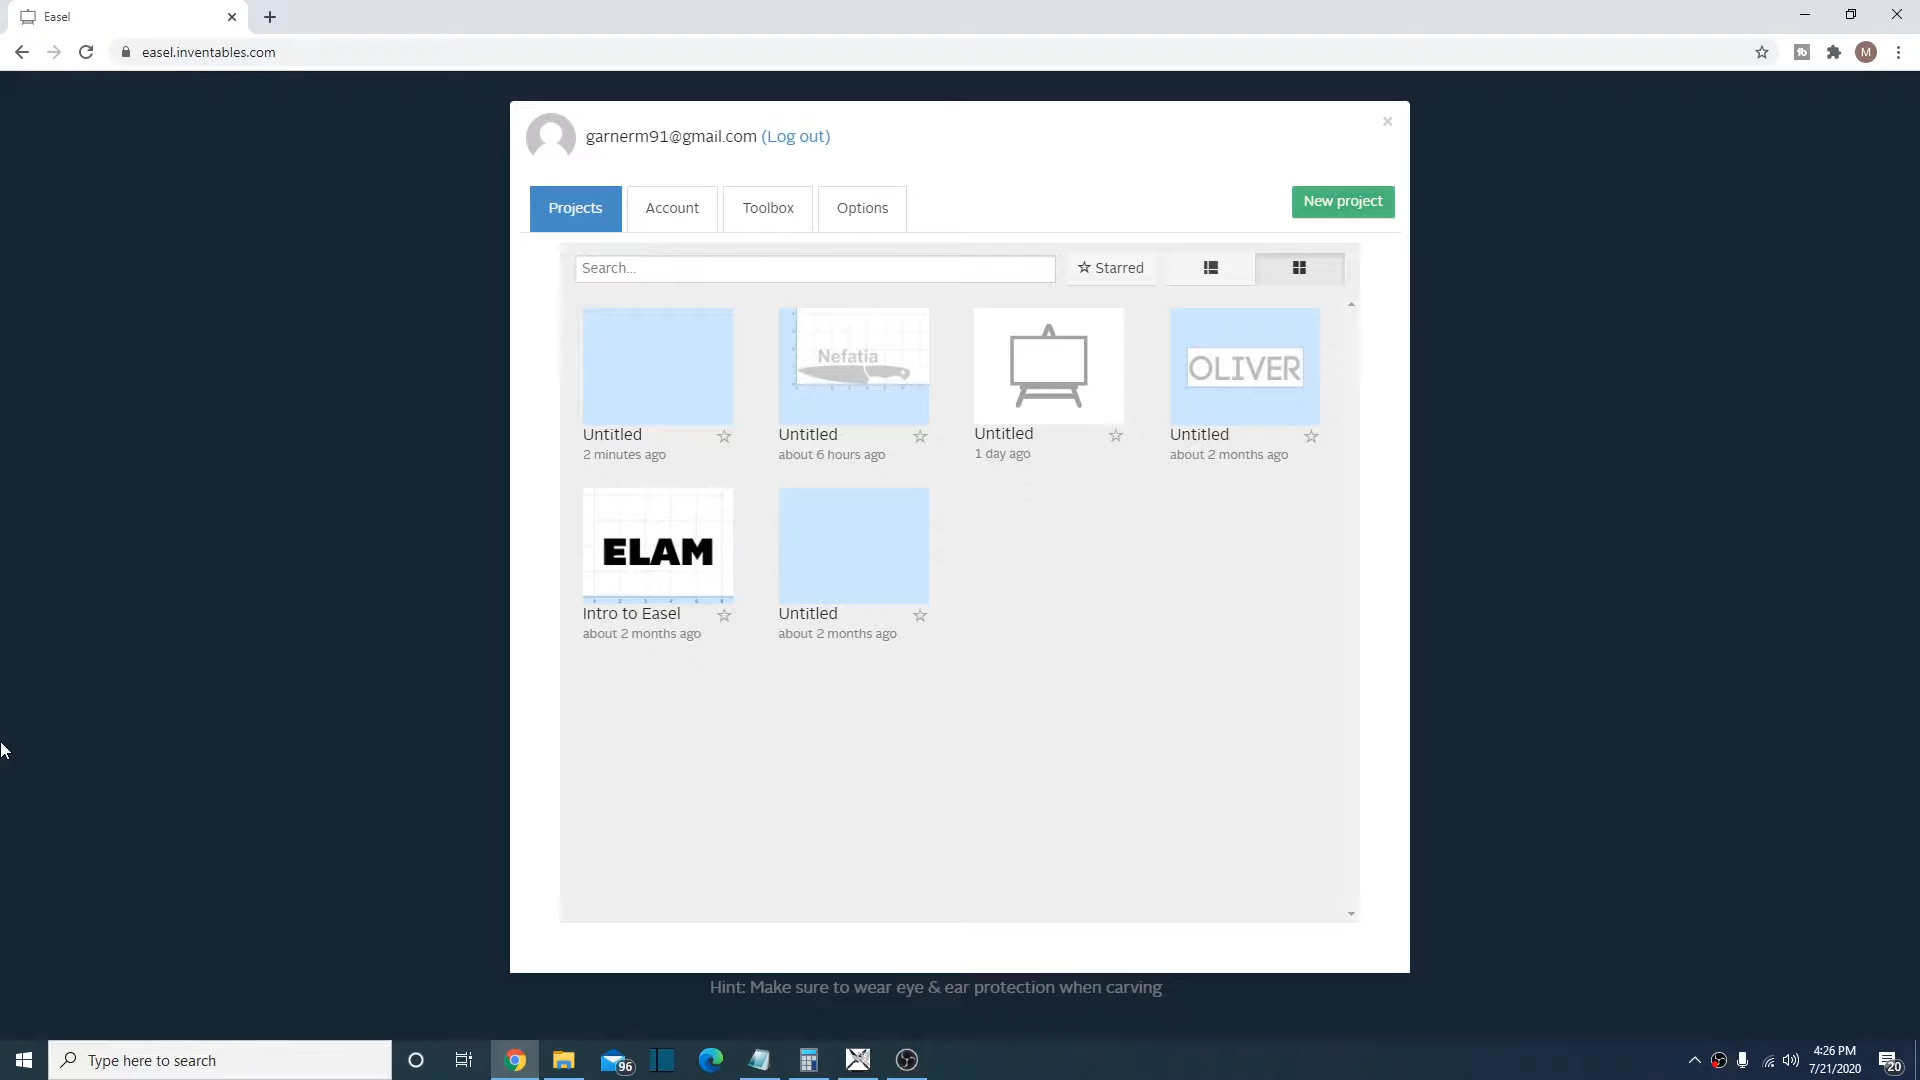 Easel
easel.inventables.com
M
garnerm91@gmail.com (Log out)
Projects
Account
Toolbox
Options
New project
Search...
Starred
Nefatia
OLIVER
Untitled
2 minutes ago
Untitled
about 6 hours ago
Untitled
1 day ago
Untitled
about 2 months ago
ELAM
Intro to Easel
about 2 months ago
Untitled
about 2 months ago
Hint: Make sure to wear eye & ear protection when carving
Type here to search
96
4:26 PM
7/21/2020
20